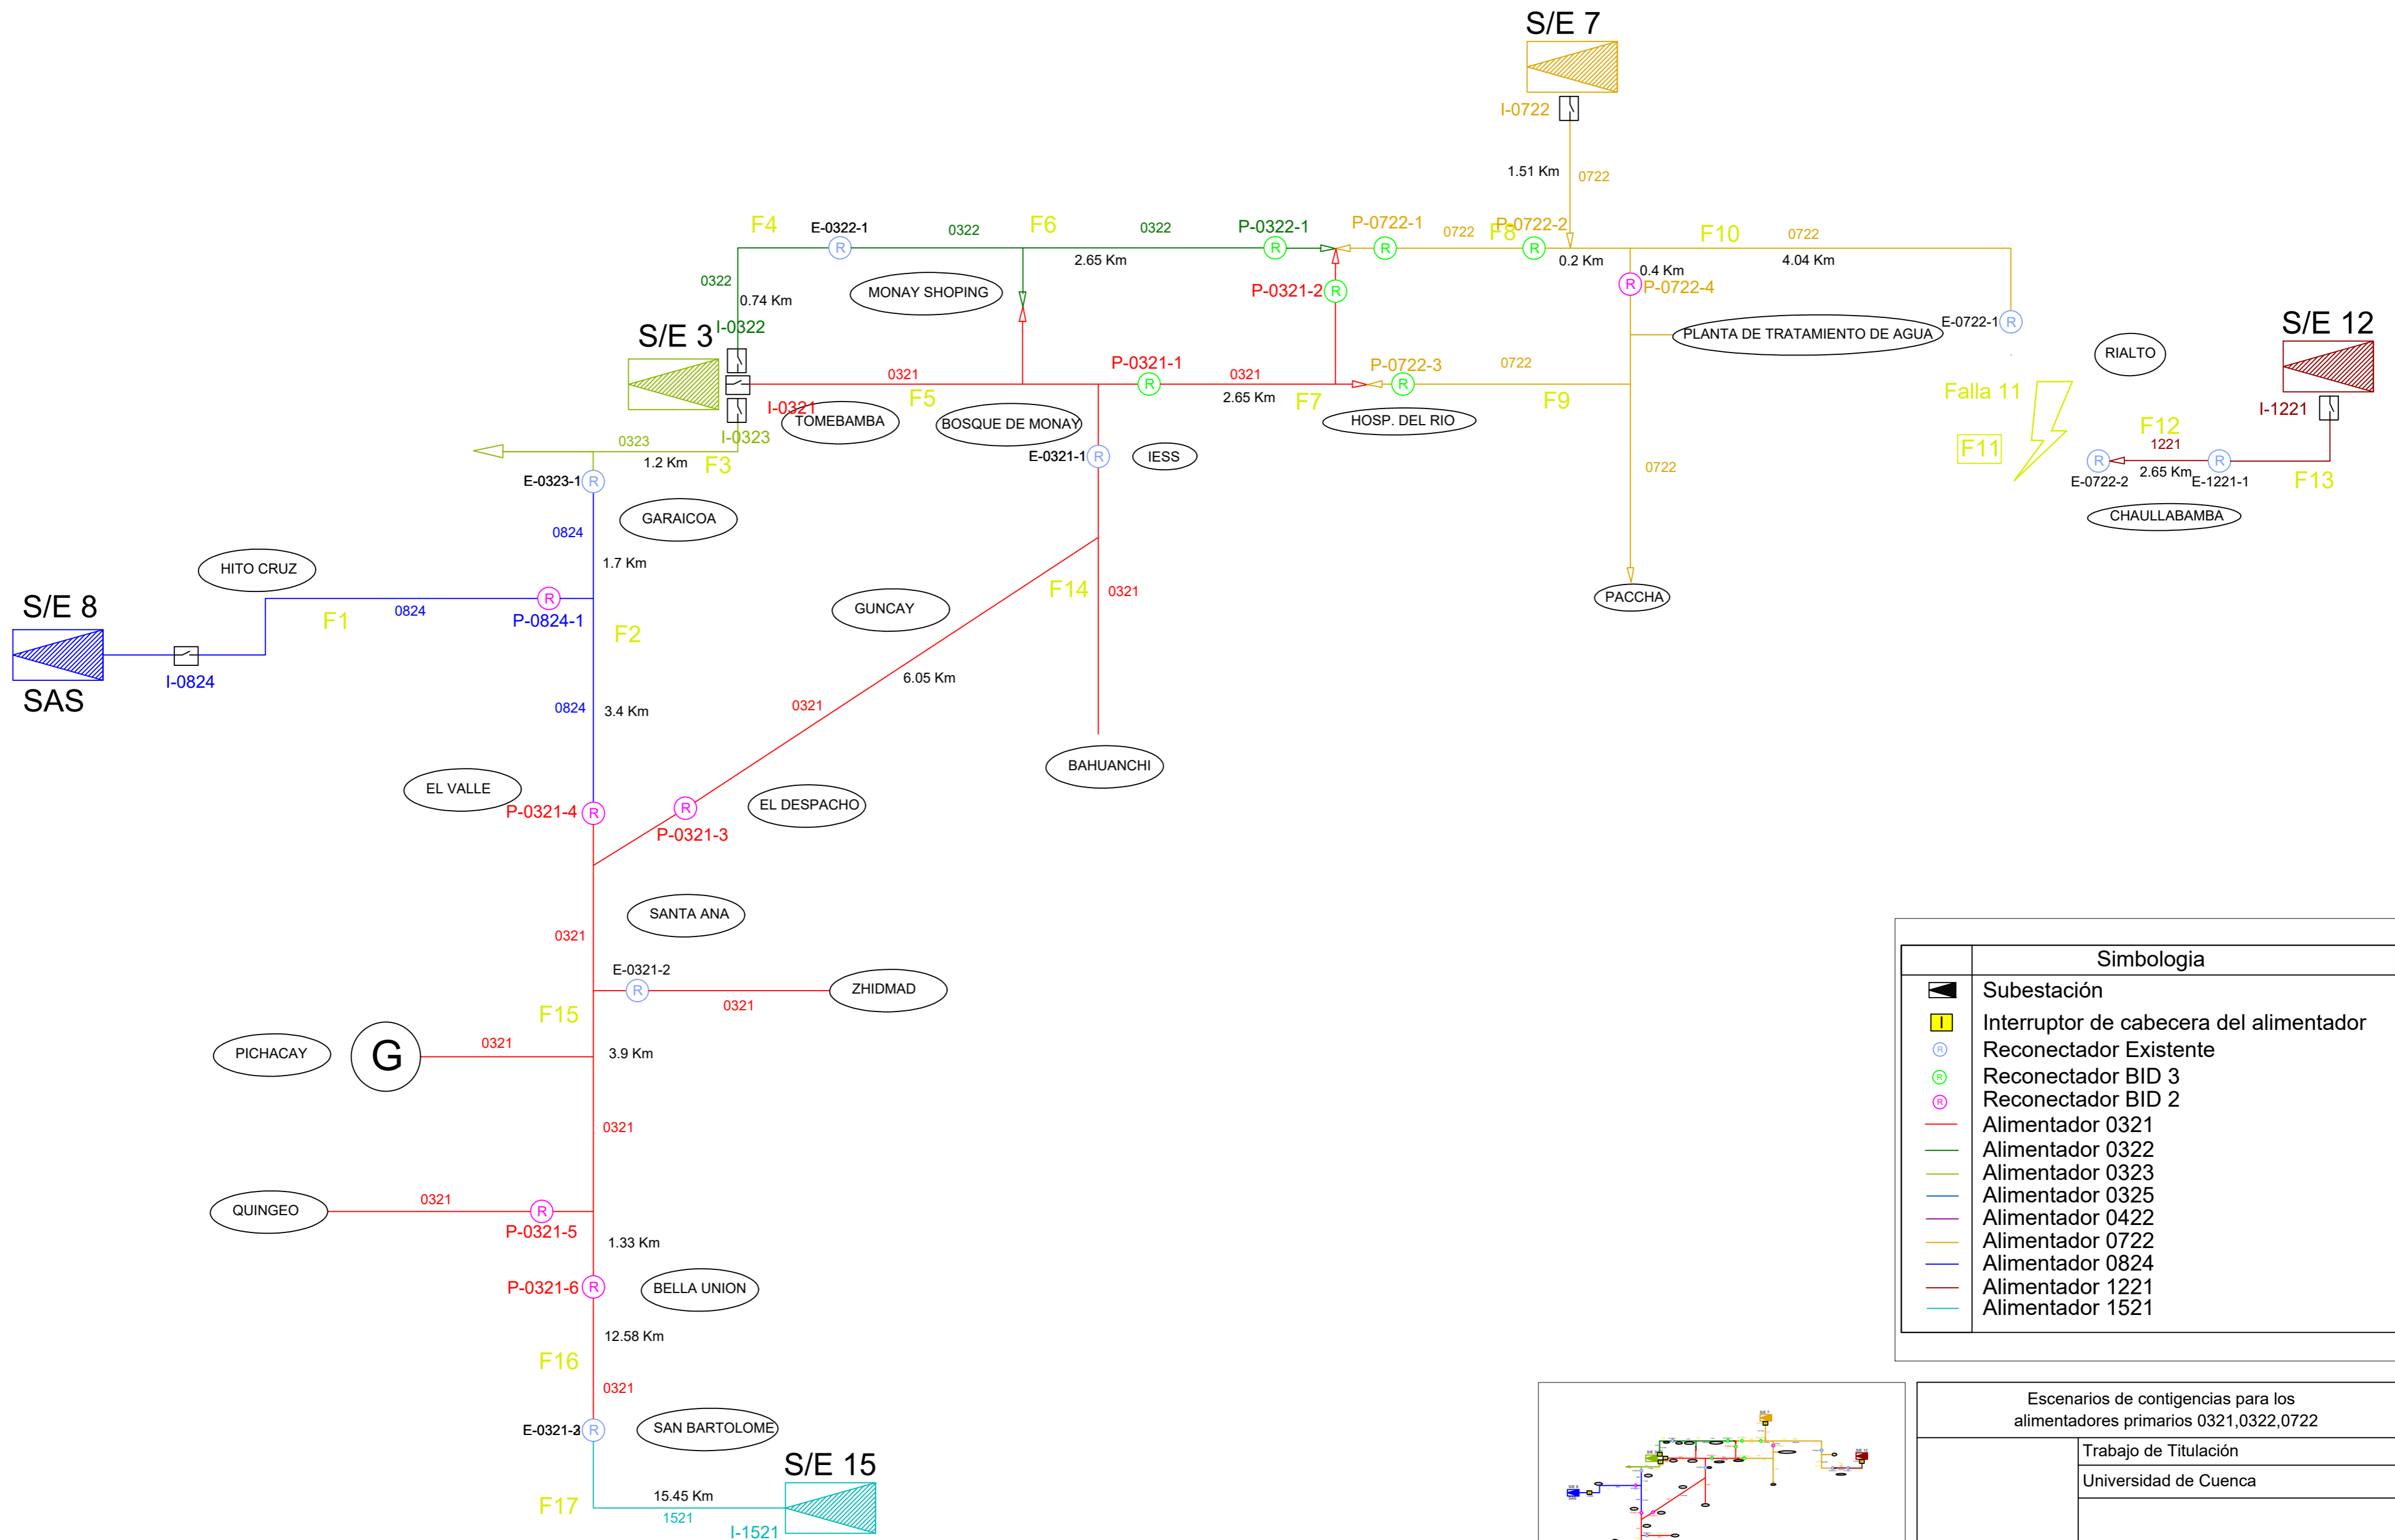 S/E 7
I-0722
1.51 Km
0722
F4
E-0322-1
0322
F6
0322
P-0322-1
P-0722-1
0722
F8
P-0722-2
F10
0722
2.65 Km
0.2 Km
0.4 Km
4.04 Km
0322
0.74 Km
MONAY SHOPING
P-0321-2
R
P-0722-4
E-0722-1
R
S/E 3
I-0322
PLANTA DE TRATAMIENTO DE AGUA
RIALTO
S/E 12
0321
P-0321-1
0321
P-0722-3
0722
F5
2.65 Km
F7
F9
Falla 11
I-0321
I-0323
TOMEBAMBA
BOSQUE DE MONAY
HOSP. DEL RIO
I-1221
F12
1221
0323
1.2 Km
F3
E-0321-1
R
IESS
0722
F11
R
R
E-0722-2
2.65 Km
E-1221-1
F13
E-0323-1
R
GARAICOA
CHAULLABAMBA
0824
1.7 Km
HITO CRUZ
S/E 8
F1
0824
R
P-0824-1
F2
GUNCAY
F14
0321
PACCHA
I-0824
SAS
0824
3.4 Km
0321
6.05 Km
EL VALLE
P-0321-4
R
R
P-0321-3
EL DESPACHO
BAHUANCHI
SANTA ANA
0321
E-0321-2
R
0321
ZHIDMAD
F15
PICHACAY
G
0321
3.9 Km
0321
QUINGEO
0321
R
P-0321-5
1.33 Km
P-0321-6
R
BELLA UNION
12.58 Km
F16
0321
R
SAN BARTOLOME
S/E 15
15.45 Km
1521
F17
I-1521
Simbologia
Subestación
I
Interruptor de cabecera del alimentador
R
Reconectador Existente
R
Reconectador BID 3
R
Reconectador BID 2
Alimentador 0321
Alimentador 0322
Alimentador 0323
Alimentador 0325
Alimentador 0422
Alimentador 0722
Alimentador 0824
Alimentador 1221
Alimentador 1521
Escenarios de contigencias para los
alimentadores primarios 0321,0322,0722
Trabajo de Titulación
Universidad de Cuenca